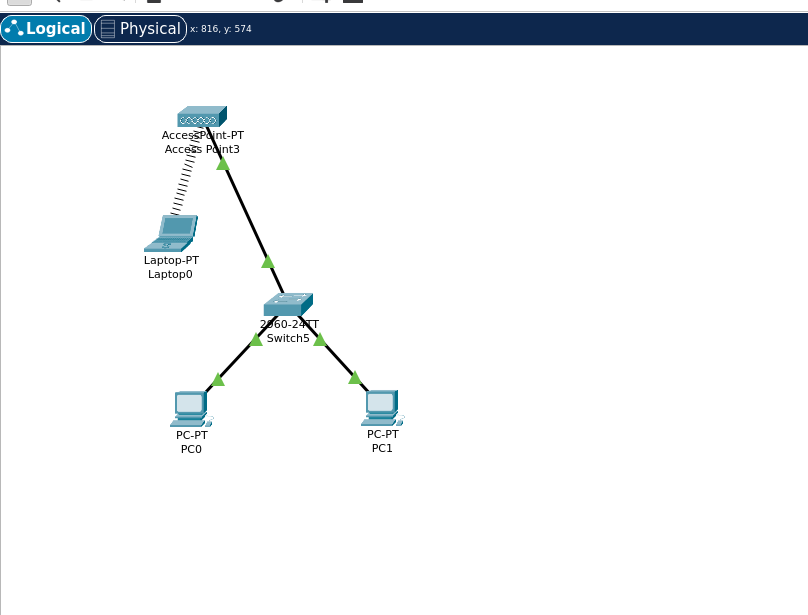 Logical
Physical
x: 816, y: 574
AccessPoint-PT
Access Point3
Laptop-PT
Laptop0
2960-24TT
Switch5
PC-PT
PC0
PC-PT
PC1